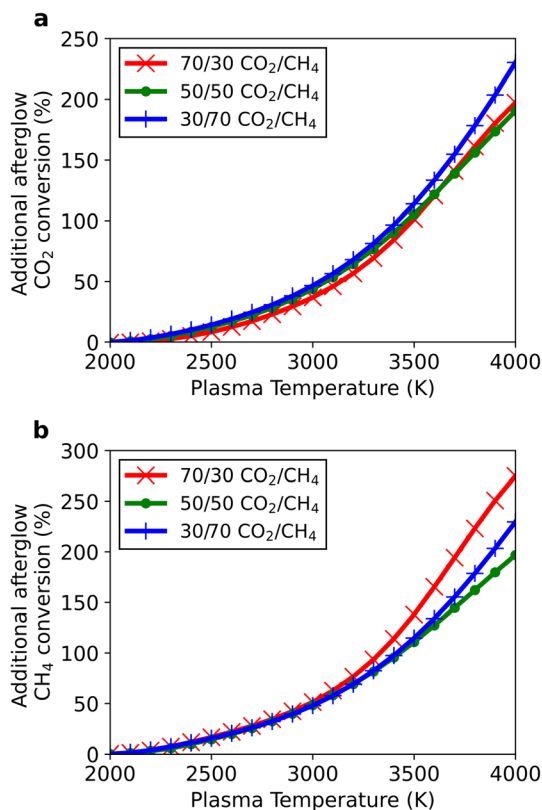 a
250
200
150
100
50
0
Additional afterglow
CO₂ conversion (%)
70/30 CO₂/CH₄
50/50 CO₂/CH₄
30/70 CO₂/CH₄
2000 2500 3000 3500 4000
Plasma Temperature (K)
b
300
250
200
150
100
50
0
Additional afterglow
CH₄ conversion (%)
70/30 CO₂/CH₄
50/50 CO₂/CH₄
30/70 CO₂/CH₄
2000 2500 3000 3500 4000
Plasma Temperature (K)